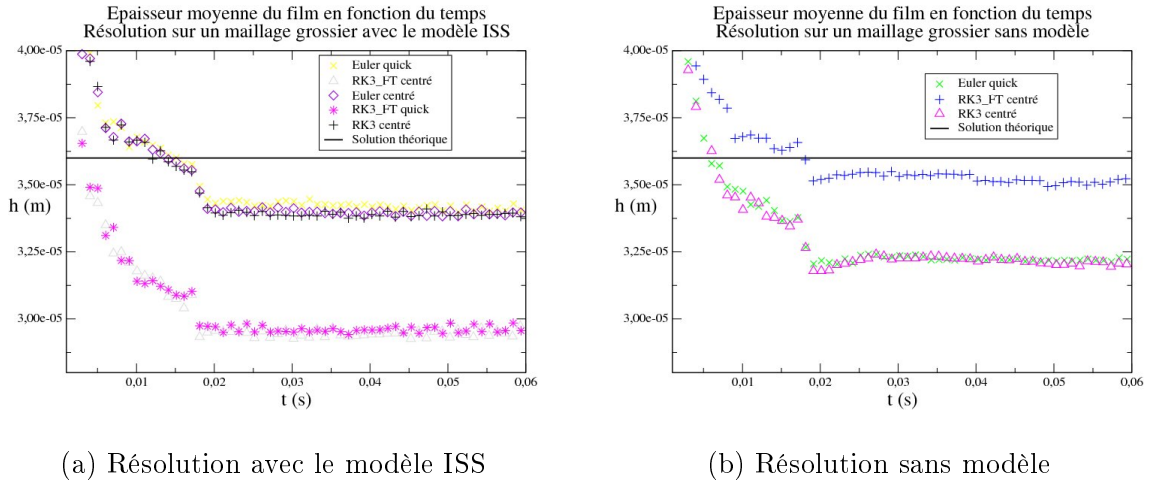 Epaisseur moyenne du film en fonction du temps
Résolution sur un maillage grossier avec le modèle ISS
4,00e-05
3,75e-05
3,50e-05
3,25e-05
3,00e-05
h (m)
Euler quick
RK3_FT centré
Euler centré
RK3_FT quick
RK3 centré
Solution théorique
0,01
0,02
0,03
0,04
0,05
0,06
t (s)
(a) Résolution avec le modèle ISS
Epaisseur moyenne du film en fonction du temps
Résolution sur un maillage grossier sans modèle
4,00e-05
3,75e-05
3,50e-05
3,25e-05
3,00e-05
h (m)
Euler quick
RK3_FT centré
RK3 centré
Solution théorique
0,01
0,02
0,03
0,04
0,05
0,06
t (s)
(b) Résolution sans modèle